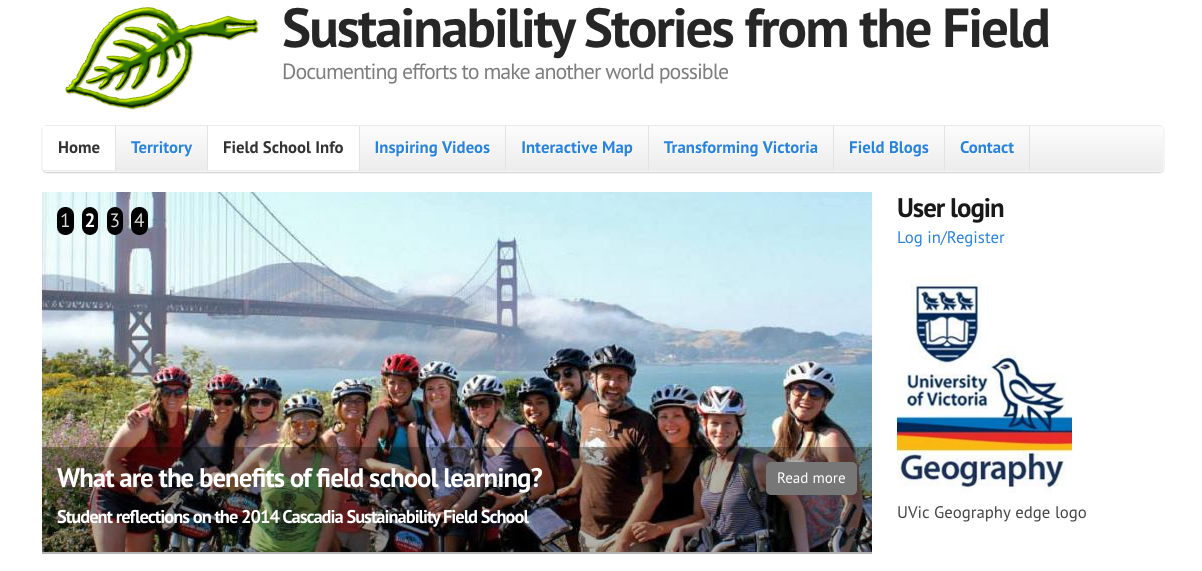 Sustainability Stories from the Field
Documenting efforts to make another world possible
Home Territory Field School Info Inspiring Videos Interactive Map Transforming Victoria Field Blogs Contact
1 2 3 4
What are the benefits of field school learning?
Read more
Student reflections on the 2014 Cascadia Sustainability Field School
User login
Log in/Register
University
of Victoria
Geography
UVic Geography edge logo